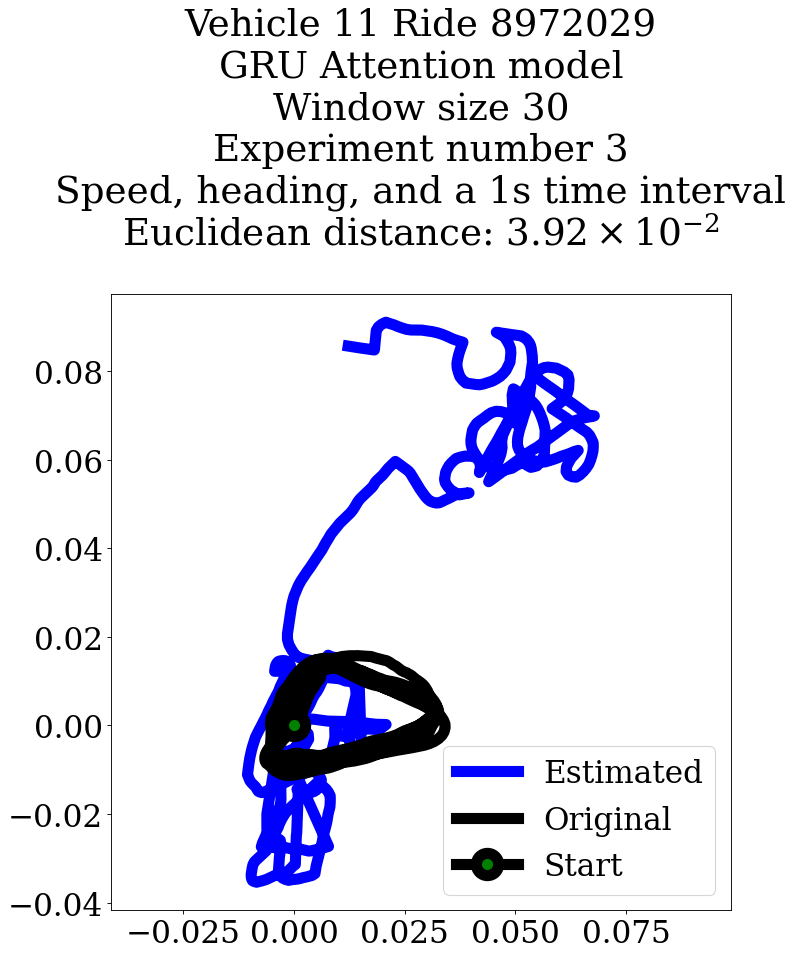 Vehicle 11 Ride 8972029
GRU Attention model
Window size 30
Experiment number 3
Speed, heading, and a 1s time interval
Euclidean distance: 3.92 × 10⁻²
0.08
0.06
0.04
0.02
0.00
−0.02
−0.04
Estimated
Original
Start
−0.025 0.000 0.025 0.050 0.075